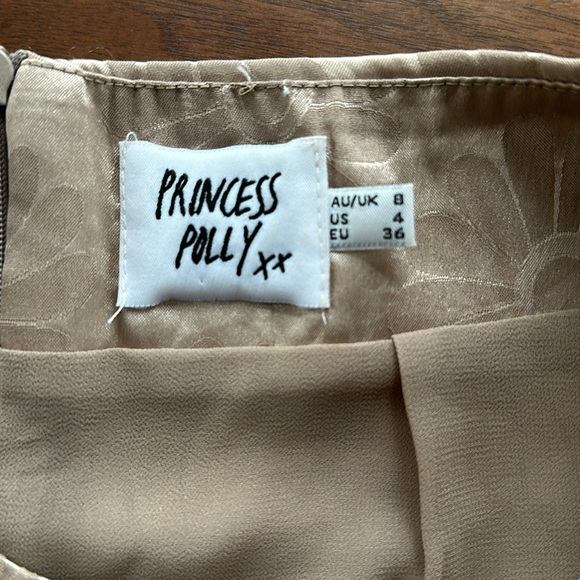 PRINCESS
POLLY xx
AU/UK 8
US 4
EU 36